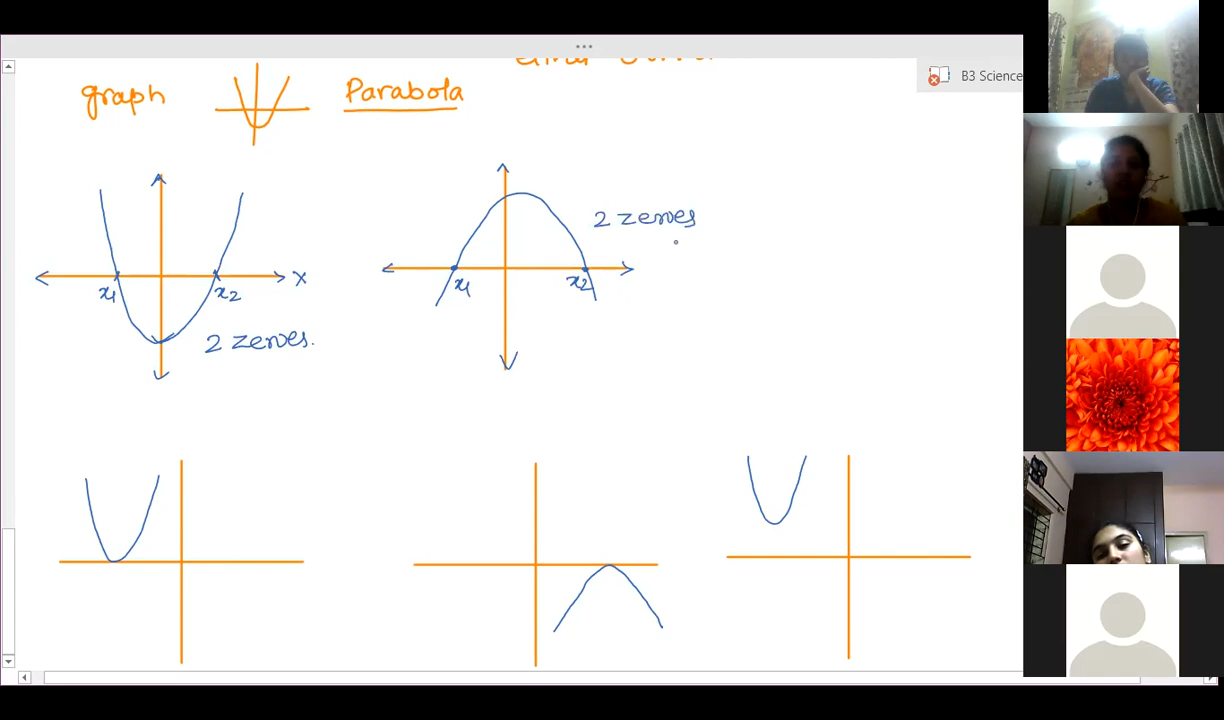 graph Parabola
B3 Science
2 zeroes
X
x1 x2
x1 x2
2 zeroes.